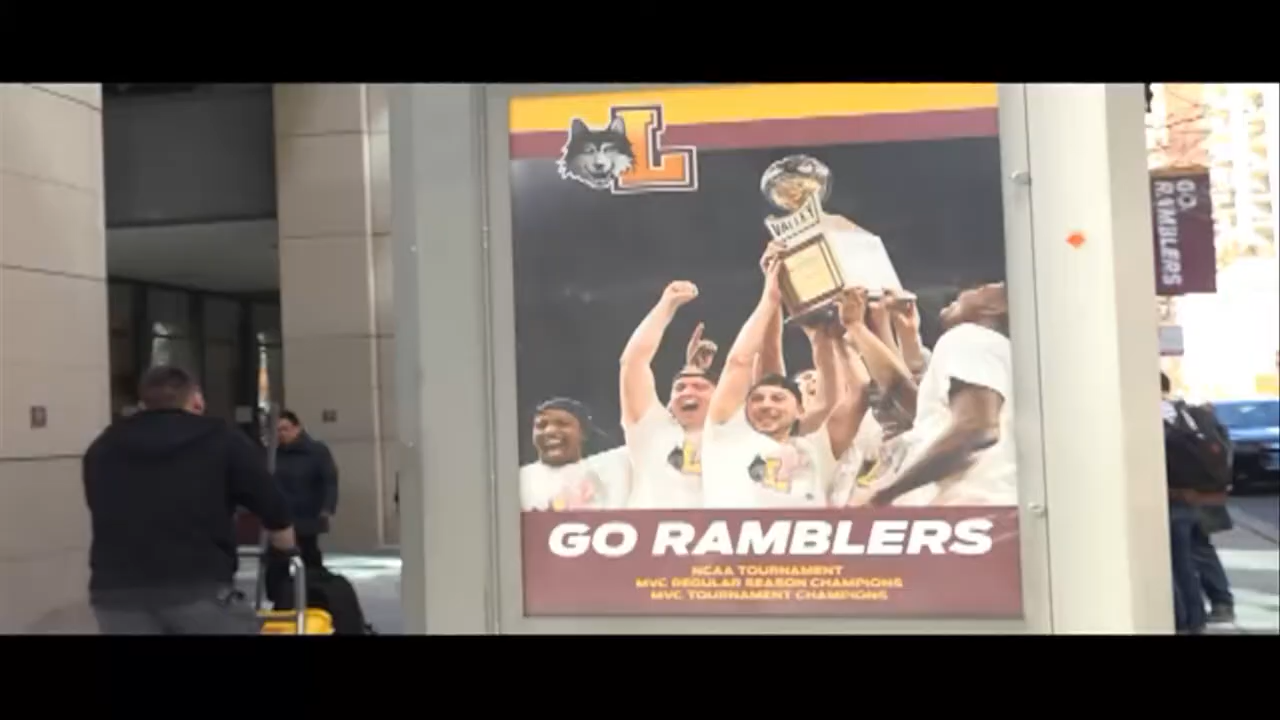 L
VALLEY
L
L
GO RAMBLERS
NCAA TOURNAMENT
MVC REGULAR SEASON CHAMPIONS
MVC TOURNAMENT CHAMPIONS
GO,
RAMBLERS